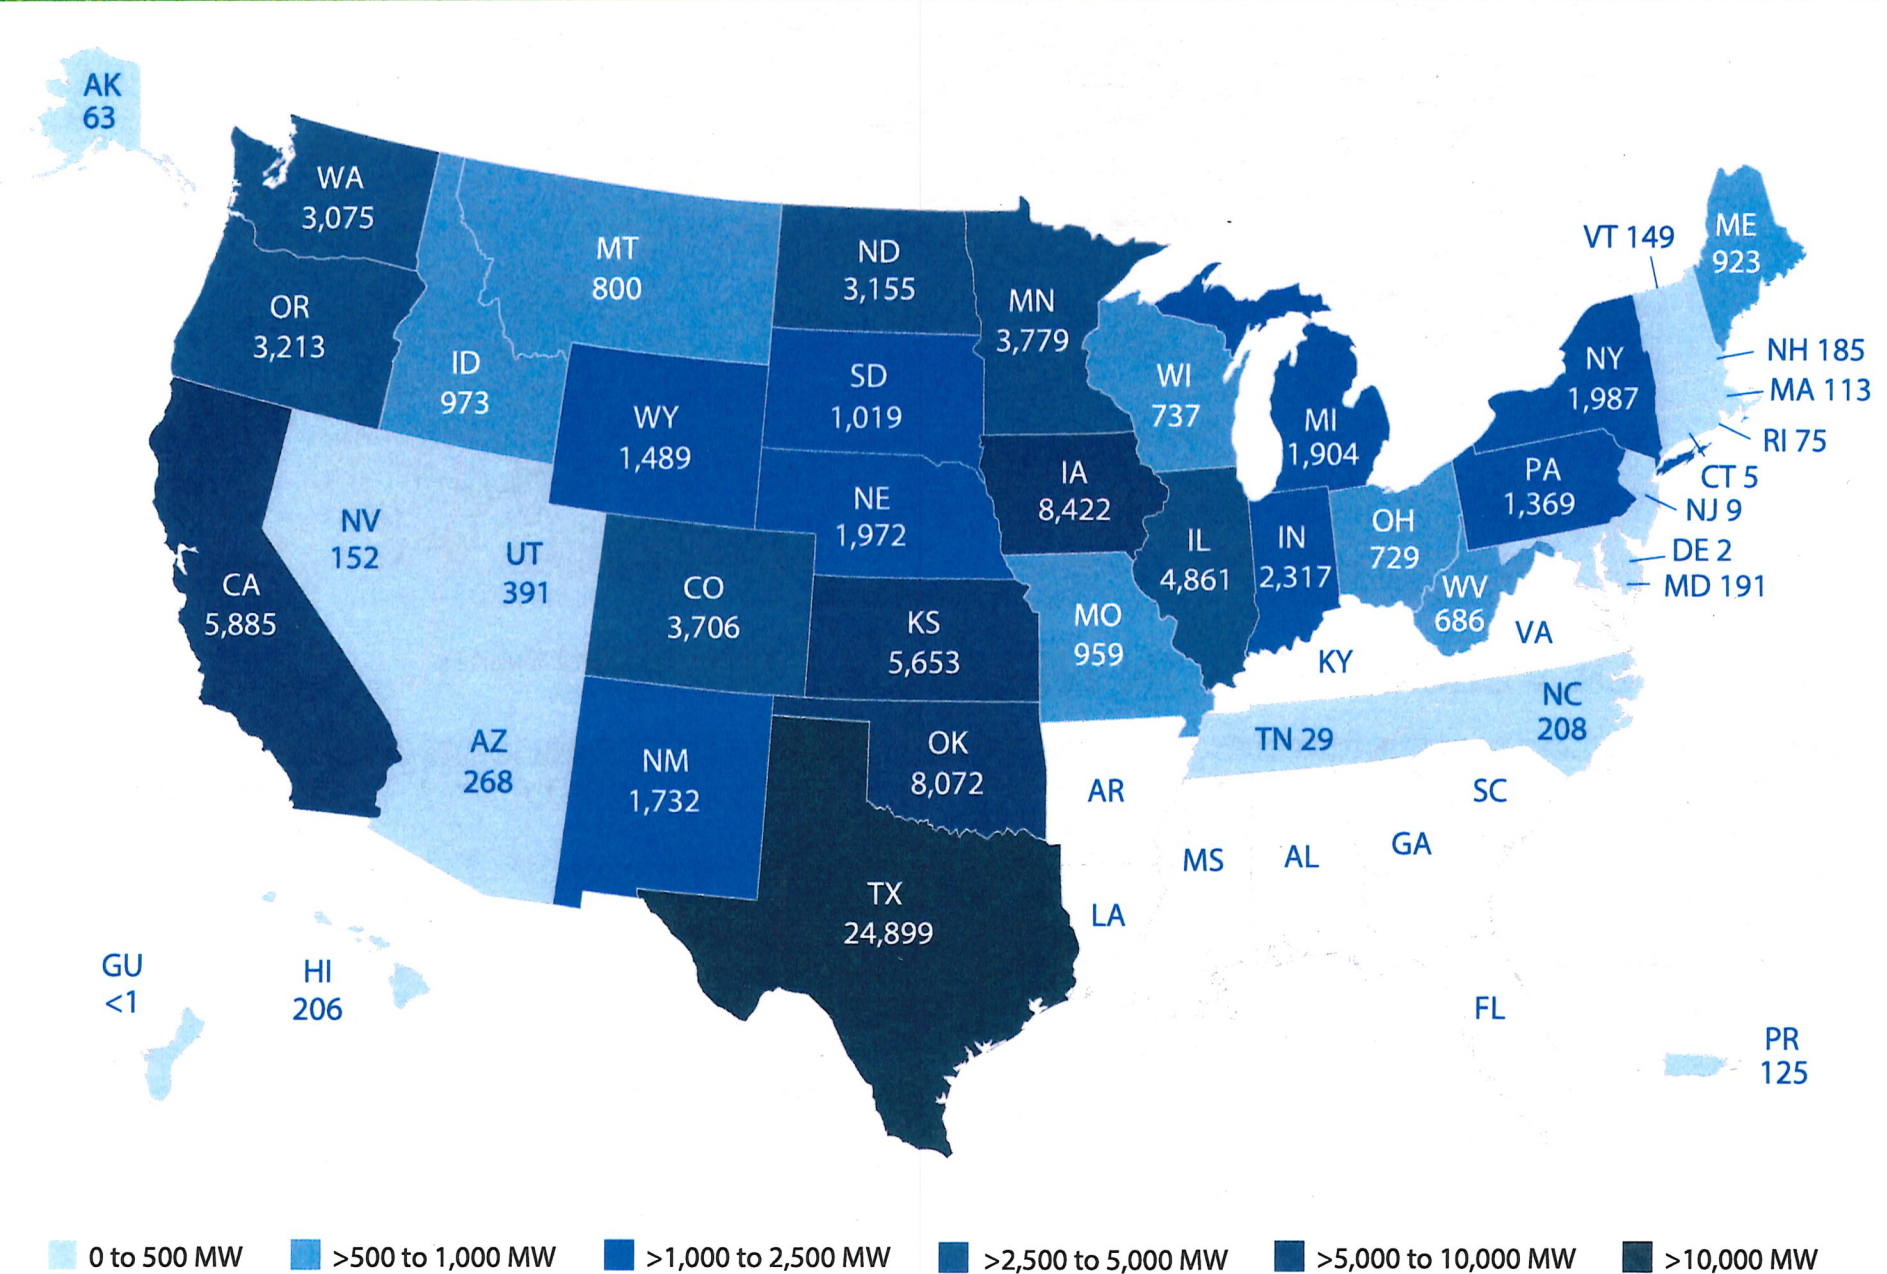 AK
63
WA
3,075
MT
800
ND
3,155
MN
3,779
VT 149
ME
923
OR
3,213
ID
973
WY
1,489
SD
1,019
WI
737
MI
1,904
NY
1,987
NH 185
MA 113
RI 75
CT 5
NJ 9
DE 2
MD 191
NV
152
UT
391
CA
5,885
CO
3,706
NE
1,972
IA
8,422
IL
4,861
IN
2,317
OH
729
PA
1,369
WV
686
VA
KY
KS
5,653
MO
959
AZ
268
NM
1,732
OK
8,072
AR
TN 29
NC
208
SC
MS
AL
GA
LA
TX
24,899
FL
GU
<1
HI
206
PR
125
0 to 500 MW
>500 to 1,000 MW
>1,000 to 2,500 MW
>2,500 to 5,000 MW
>5,000 to 10,000 MW
>10,000 MW